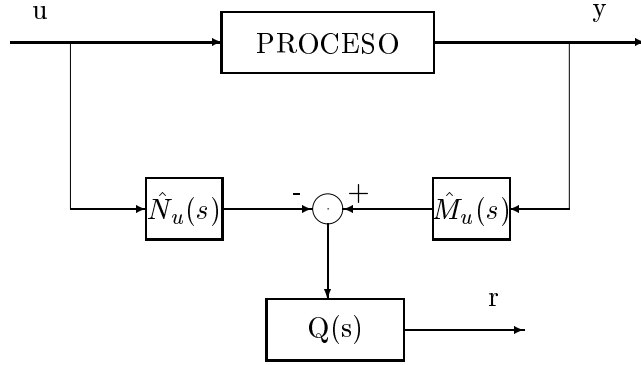 u
y
PROCESO
N̂_u(s)
-
+
M̂_u(s)
Q(s)
r